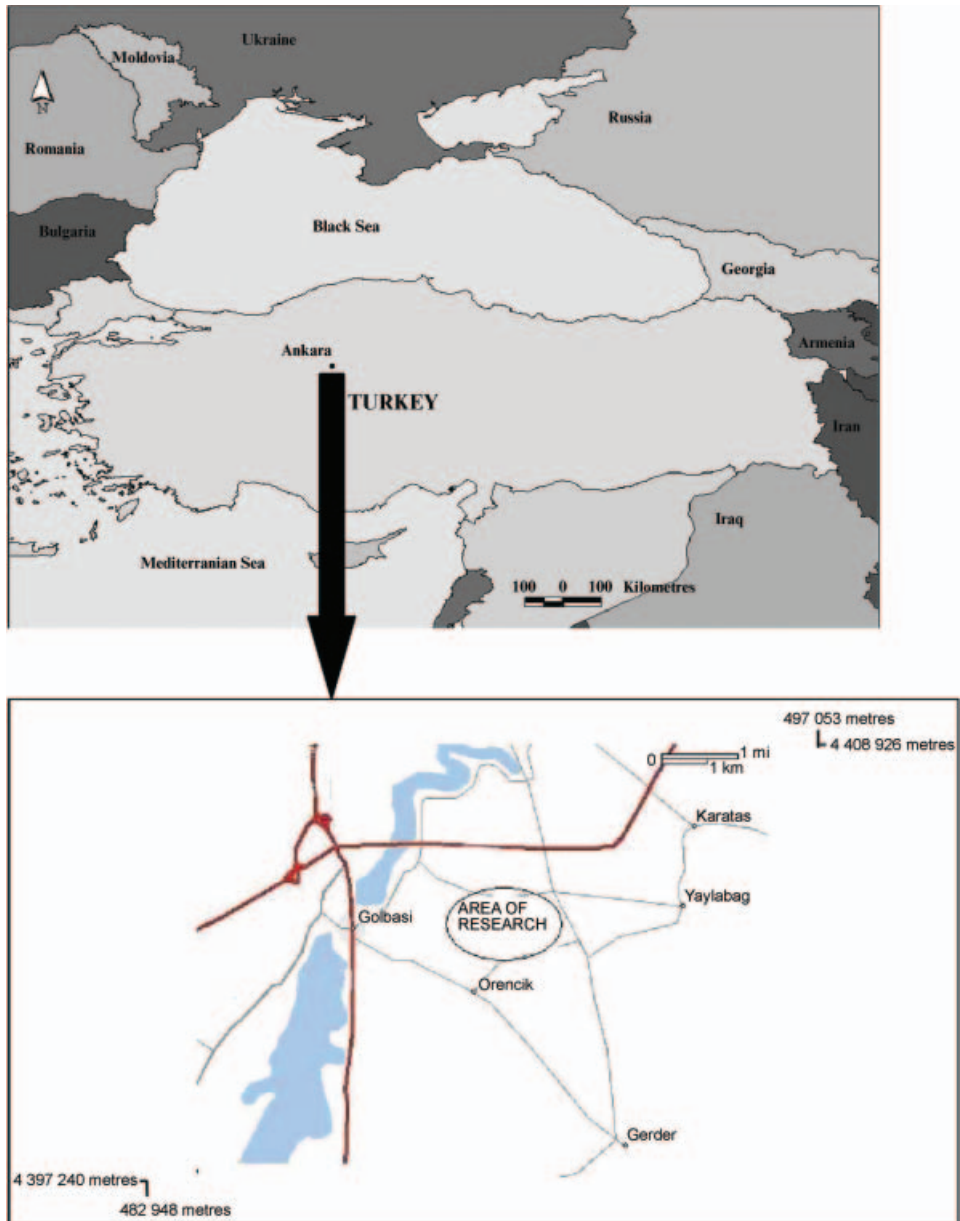 Ukraine
Moldovia
N
Russia
Romania
Bulgaria
Black Sea
Georgia
Ankara
Armenia
TURKEY
Iran
Iraq
Mediterranean Sea
100 0 100 Kilometres
497 053 metres
4 408 926 metres
0 1 mi
1 km
Karatas
Yaylabag
Golbasi
AREA OF
RESEARCH
Orencik
Gerder
4 397 240 metres
482 948 metres